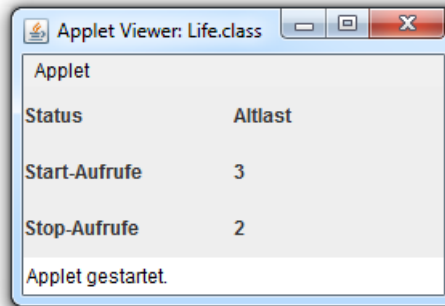 Applet Viewer: Life.class
Applet
Status Altlast
Start-Aufrufe 3
Stop-Aufrufe 2
Applet gestartet.